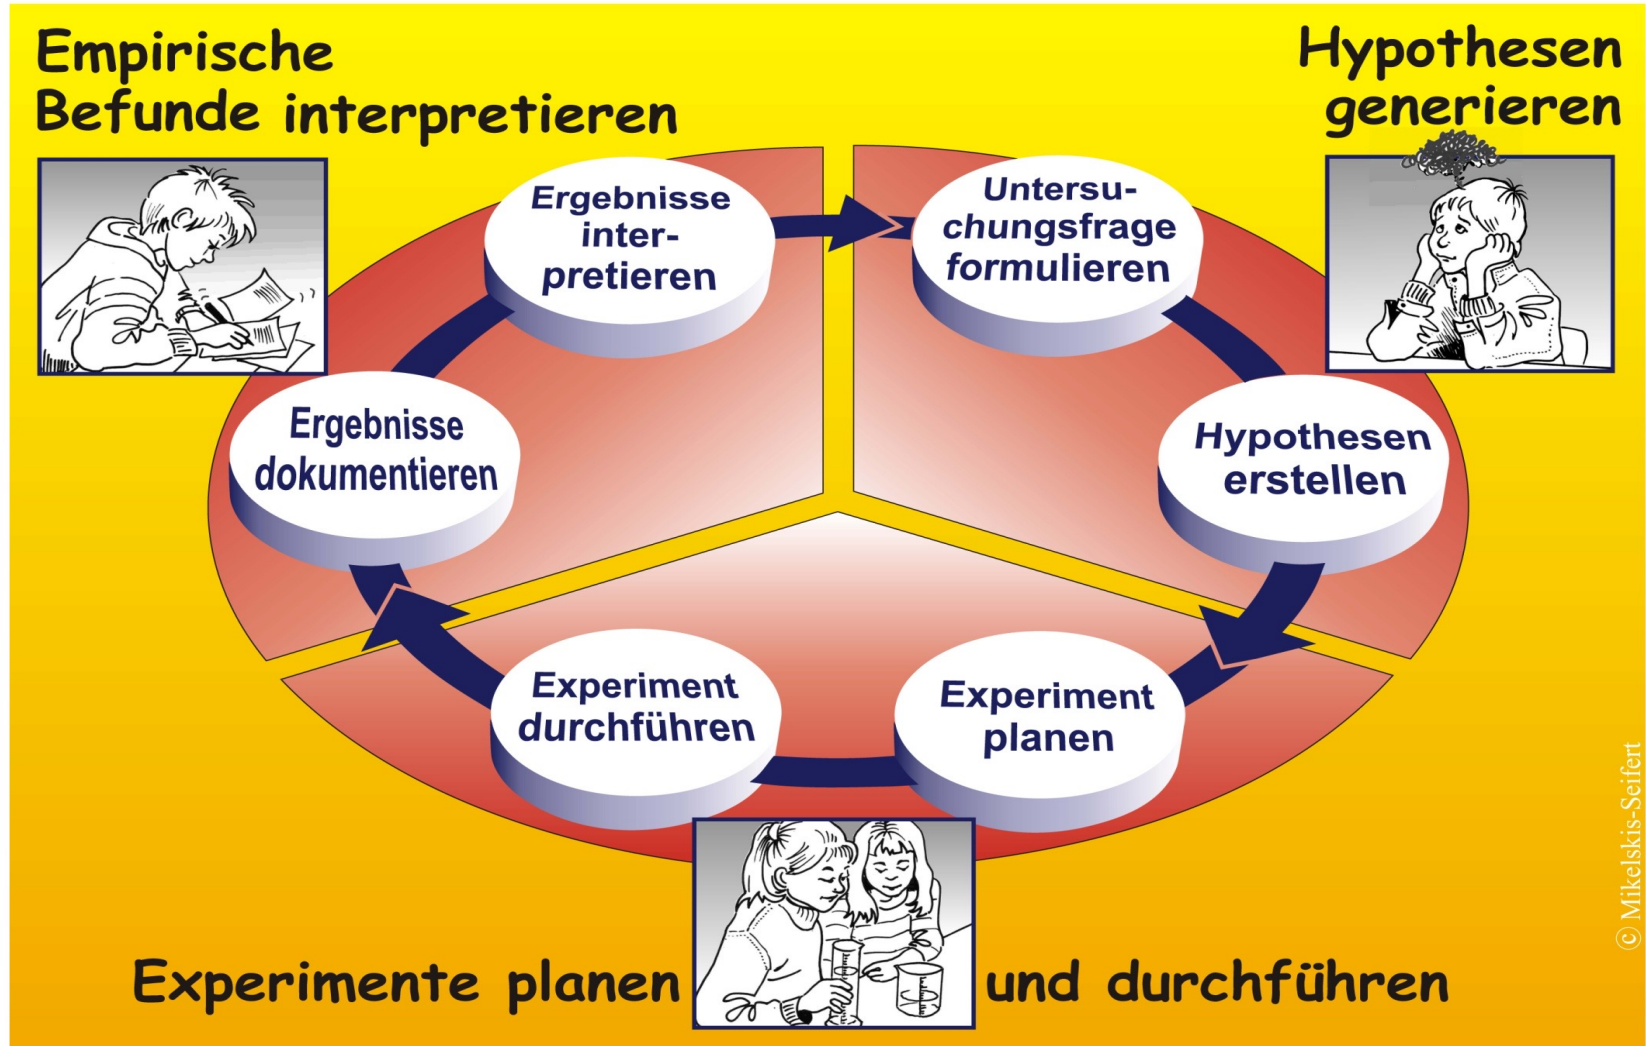 Empirische
Befunde interpretieren
Hypothesen
generieren
Ergebnisse
inter-
pretieren
Untersu-
chungsfrage
formulieren
Ergebnisse
dokumentieren
Hypothesen
erstellen
Experiment
durchführen
Experiment
planen
Experimente planen und durchführen
© Mikelskis-Seifert